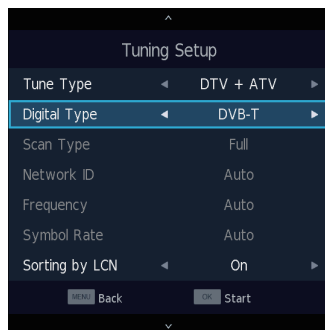 Tuning Setup
Tune Type DTV + ATV
Digital Type DVB-T
Scan Type Full
Network ID Auto
Frequency Auto
Symbol Rate Auto
Sorting by LCN On
MENU Back OK Start